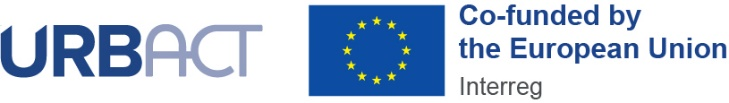 URBACT
Co-funded by
the European Union
Interreg